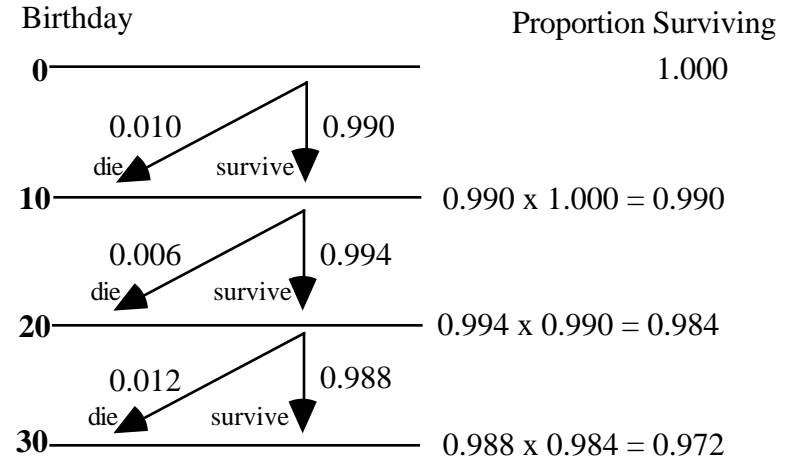 Birthday Proportion Surviving
0 1.000
0.010 0.990
die survive
10 0.990 x 1.000 = 0.990
0.006 0.994
die survive
20 0.994 x 0.990 = 0.984
0.012 0.988
die survive
30 0.988 x 0.984 = 0.972